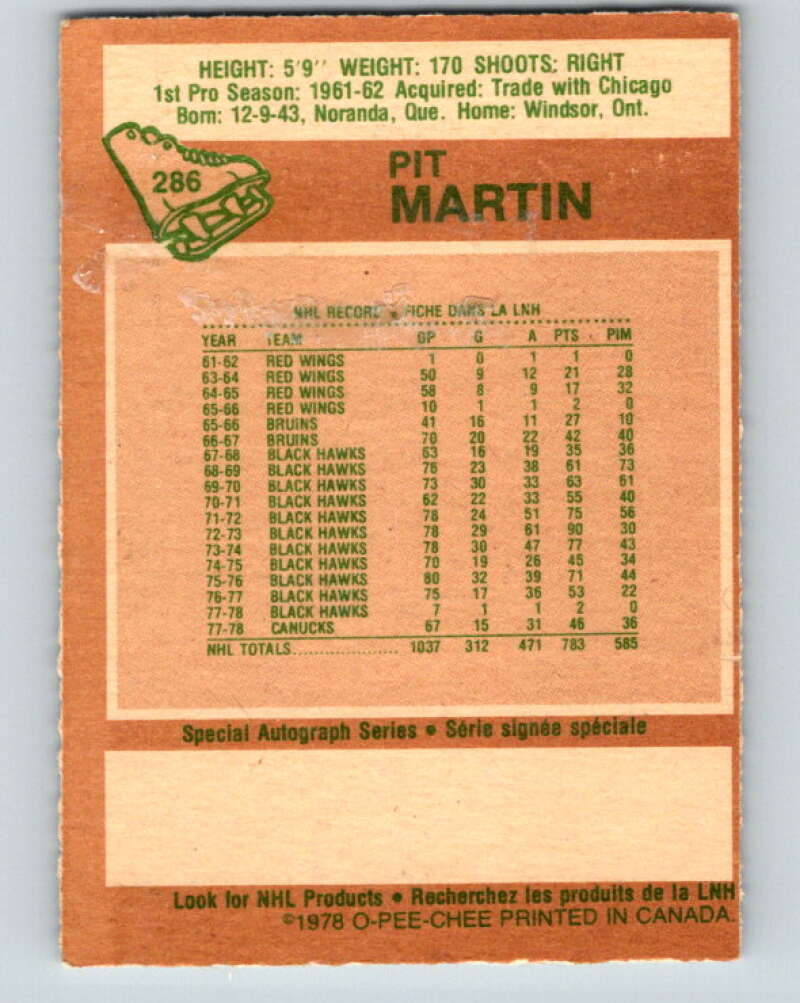 HEIGHT: 5'9'' WEIGHT: 170 SHOOTS: RIGHT
1st Pro Season: 1961-62 Acquired: Trade with Chicago
Born: 12-9-43, Noranda, Que. Home: Windsor, Ont.
286
PIT
MARTIN
NHL RECORD • FICHE DANS LA LNH
YEAR TEAM GP G A PTS PIM
61-62 RED WINGS 1 0 1 1 0
63-64 RED WINGS 50 9 12 21 28
64-65 RED WINGS 58 8 9 17 32
65-66 RED WINGS 10 1 1 2 0
65-66 BRUINS 41 16 11 27 10
66-67 BRUINS 70 20 22 42 40
67-68 BLACK HAWKS 63 16 19 35 36
68-69 BLACK HAWKS 76 23 38 61 73
69-70 BLACK HAWKS 73 30 33 63 61
70-71 BLACK HAWKS 62 22 33 55 40
71-72 BLACK HAWKS 78 24 51 75 56
72-73 BLACK HAWKS 78 29 61 90 30
73-74 BLACK HAWKS 78 30 47 77 43
74-75 BLACK HAWKS 70 19 26 45 34
75-76 BLACK HAWKS 80 32 39 71 44
76-77 BLACK HAWKS 75 17 36 53 22
77-78 BLACK HAWKS 7 1 1 2 0
77-78 CANUCKS 67 15 31 46 36
NHL TOTALS........................ 1037 312 471 783 585
Special Autograph Series • Série signée spéciale
Look for NHL Products • Recherchez les produits de la LNH
©1978 O-PEE-CHEE PRINTED IN CANADA.